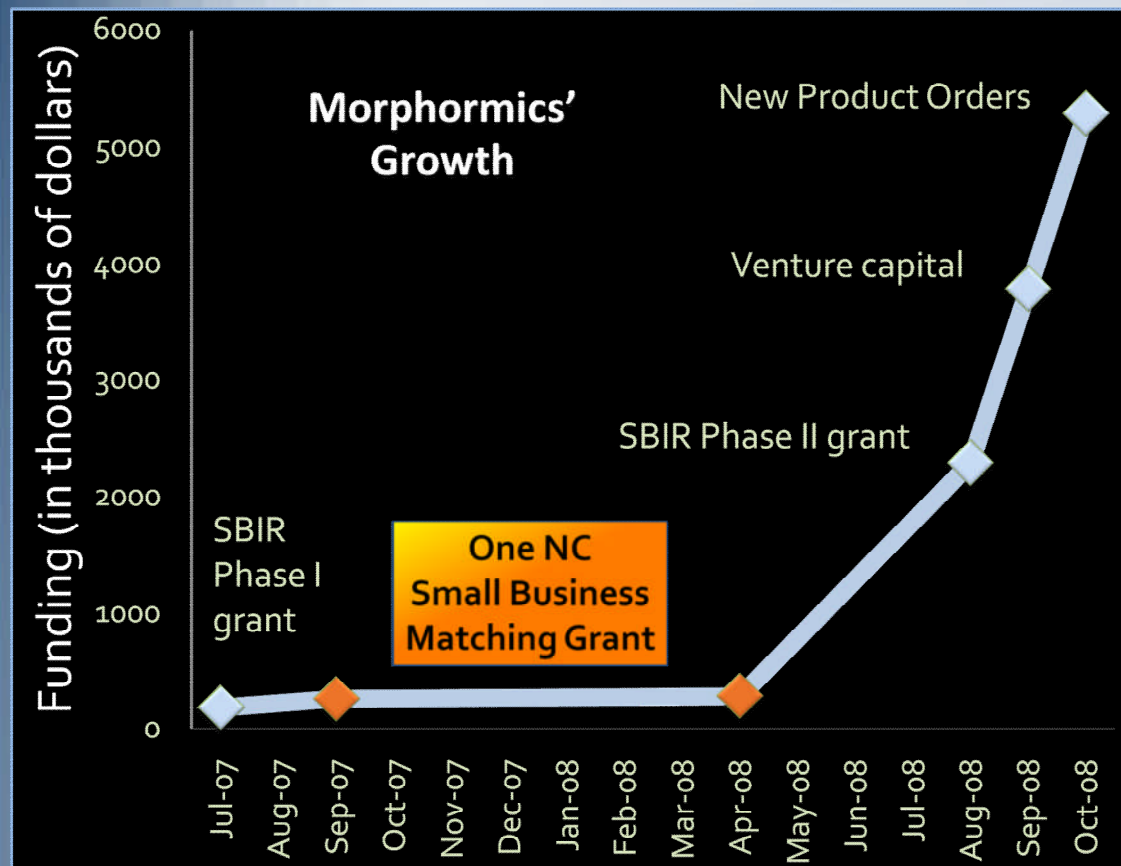 Funding (in thousands of dollars)
6000
5000
4000
3000
2000
1000
0
Morphormics’
Growth
New Product Orders
Venture capital
SBIR Phase II grant
SBIR
Phase I
grant
One NC
Small Business
Matching Grant
Jul-07
Aug-07
Sep-07
Oct-07
Nov-07
Dec-07
Jan-08
Feb-08
Mar-08
Apr-08
May-08
Jun-08
Jul-08
Aug-08
Sep-08
Oct-08